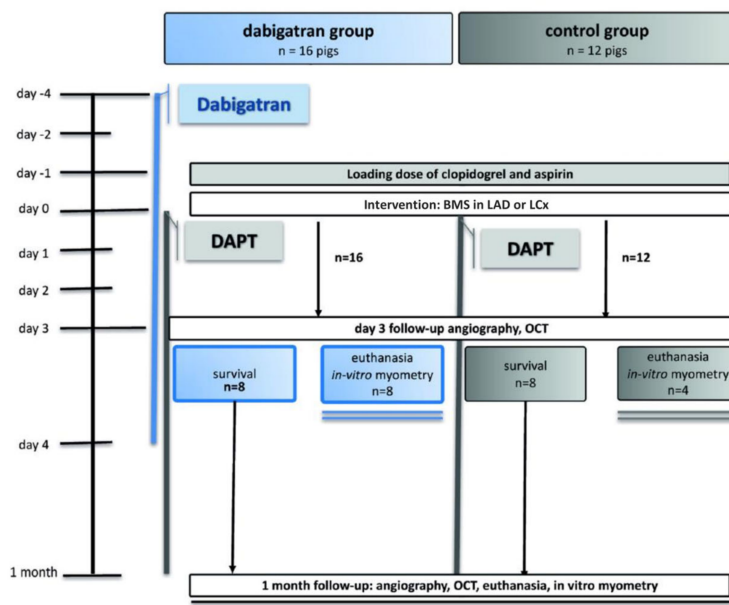 dabigatran group
n = 16 pigs
control group
n = 12 pigs
day -4
Dabigatran
day -2
day -1
Loading dose of clopidogrel and aspirin
day 0
Intervention: BMS in LAD or LCx
DAPT
n=16
DAPT
n=12
day 1
day 2
day 3
day 3 follow-up angiography, OCT
survival
n=8
euthanasia
in-vitro myometry
n=8
survival
n=8
euthanasia
in-vitro myometry
n=4
day 4
1 month
1 month follow-up: angiography, OCT, euthanasia, in vitro myometry